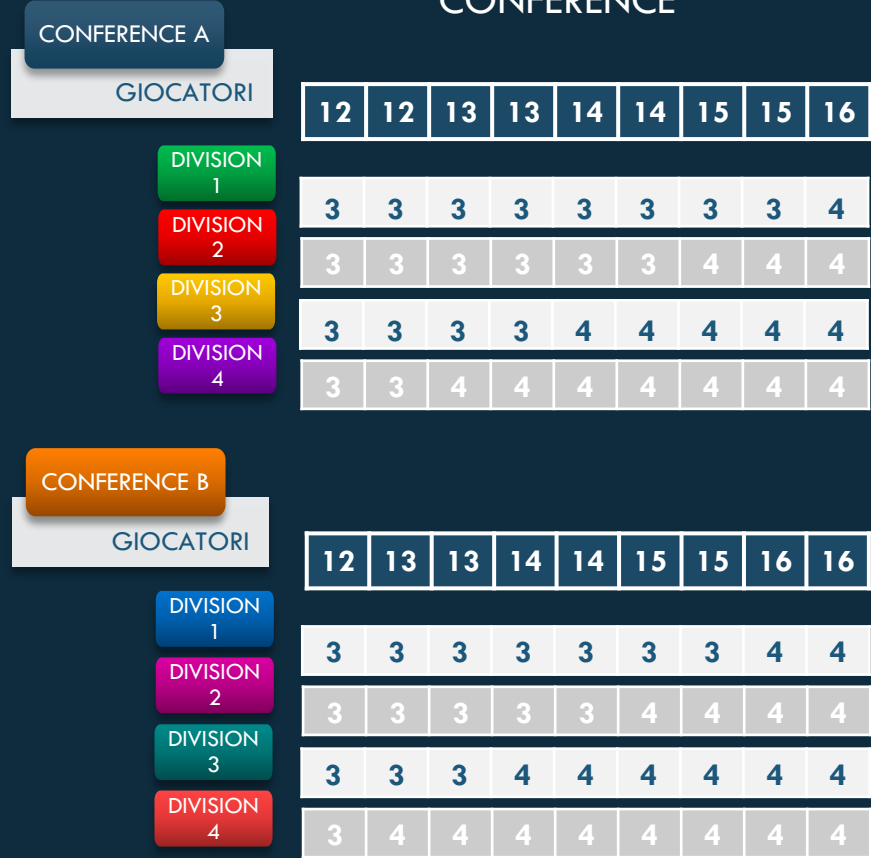 CONFERENCE
CONFERENCE A
GIOCATORI
12 12 13 13 14 14 15 15 16
DIVISION
1
3 3 3 3 3 3 3 3 4
DIVISION
2
3 3 3 3 3 3 4 4 4
DIVISION
3
3 3 3 3 4 4 4 4 4
DIVISION
4
3 3 4 4 4 4 4 4 4
CONFERENCE B
GIOCATORI
12 13 13 14 14 15 15 16 16
DIVISION
1
3 3 3 3 3 3 3 4 4
DIVISION
2
3 3 3 3 3 4 4 4 4
DIVISION
3
3 3 3 4 4 4 4 4 4
DIVISION
4
3 4 4 4 4 4 4 4 4